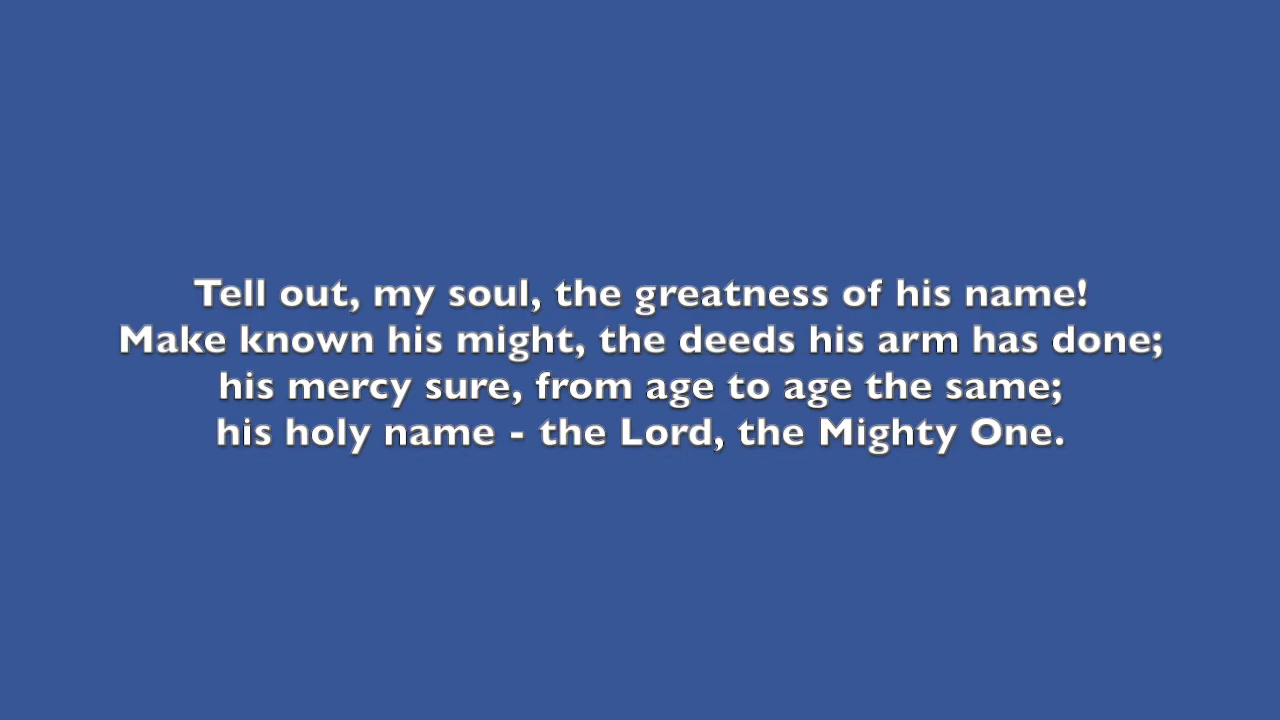 Tell out, my soul, the greatness of his name!
Make known his might, the deeds his arm has done;
his mercy sure, from age to age the same;
his holy name - the Lord, the Mighty One.